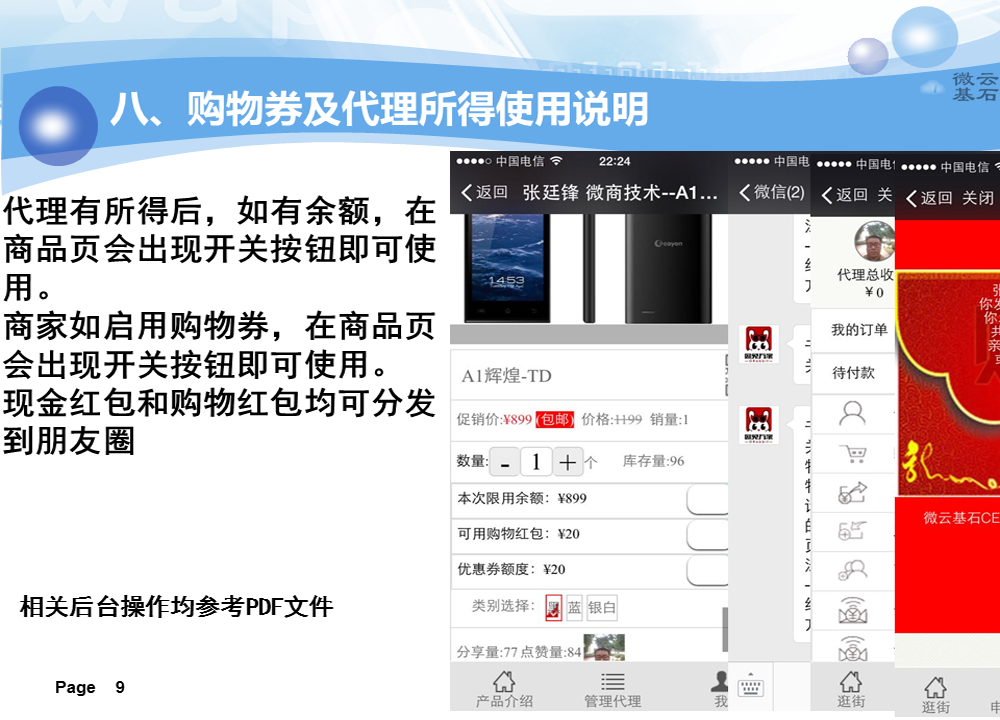 微云
基石
八、购物券及代理所得使用说明
代理有所得后，如有余额，在
商品页会出现开关按钮即可使
用。
商家如启用购物券，在商品页
会出现开关按钮即可使用。
现金红包和购物红包均可分发
到朋友圈
相关后台操作均参考PDF文件
Page 9
中国电信 22:24
返回 张廷锋 微商技术--A1...
1453
A1辉煌-TD
促销价:¥899 (包邮) 价格:1199 销量:1
数量: - 1 + 个 库存量:96
本次限用余额：¥899
可用购物红包：¥20
优惠券额度：¥20
类别选择： 黑 蓝 银白
分享量:77 点赞量:84
产品介绍 管理代理 我
中国电
微信(2)
中国电
返回 关
代理总收
¥0
我的订单
待付款
逛街
中国电信
返回 关闭
张
你发
你
共
亲
微云基石CE
逛街 申